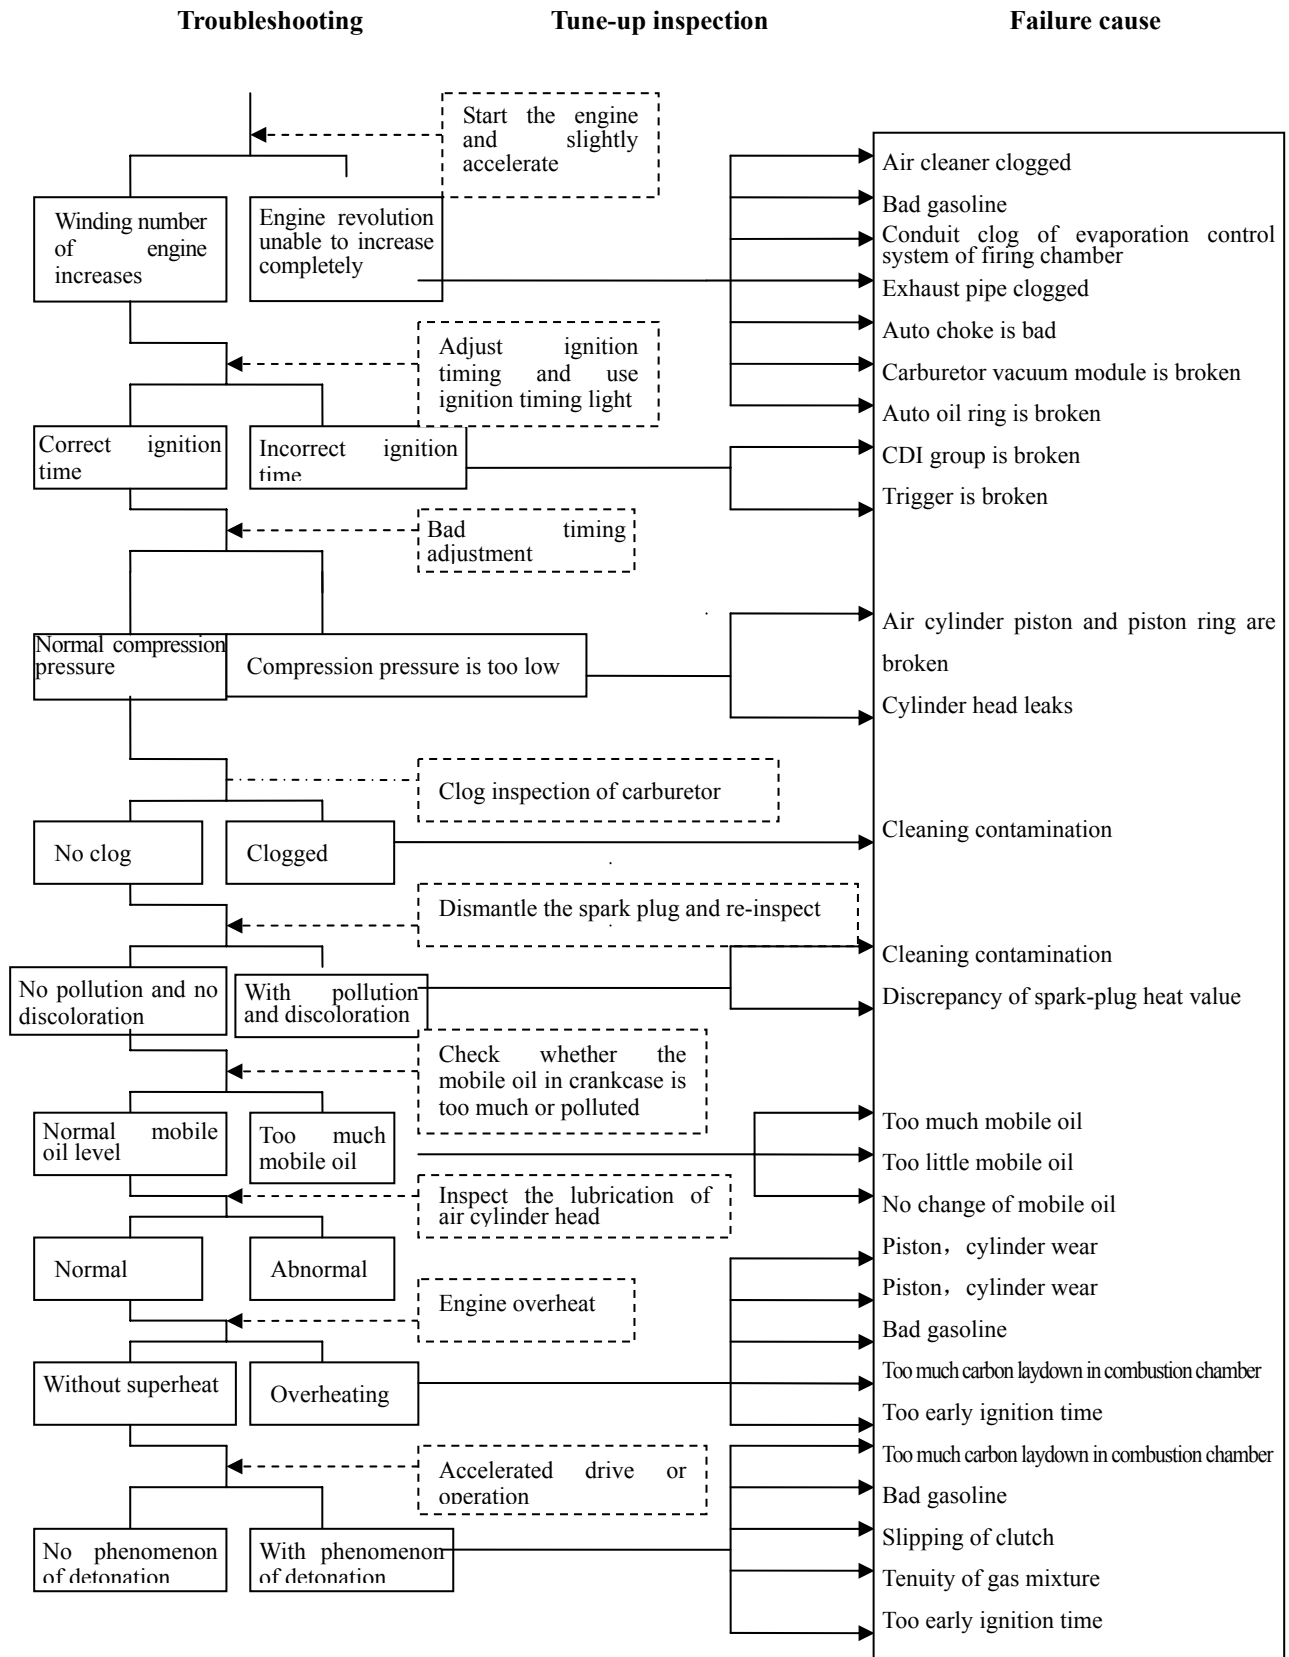 Troubleshooting
Tune-up inspection
Failure cause
Start the engine
and slightly
accelerate
Winding number
of engine
increases
Engine revolution
unable to increase
completely
Air cleaner clogged
Bad gasoline
Conduit clog of evaporation control
system of firing chamber
Exhaust pipe clogged
Auto choke is bad
Carburetor vacuum module is broken
Auto oil ring is broken
Adjust ignition
timing and use
ignition timing light
Correct ignition
time
Incorrect ignition
time
CDI group is broken
Trigger is broken
Bad timing
adjustment
Normal compression
pressure
Compression pressure is too low
Air cylinder piston and piston ring are
broken
Cylinder head leaks
Clog inspection of carburetor
No clog
Clogged
Cleaning contamination
Dismantle the spark plug and re-inspect
No pollution and no
discoloration
With pollution
and discoloration
Cleaning contamination
Discrepancy of spark-plug heat value
Check whether the
mobile oil in crankcase is
too much or polluted
Normal mobile
oil level
Too much
mobile oil
Too much mobile oil
Too little mobile oil
No change of mobile oil
Inspect the lubrication of
air cylinder head
Normal
Abnormal
Piston，cylinder wear
Piston，cylinder wear
Bad gasoline
Too much carbon laydown in combustion chamber
Too early ignition time
Engine overheat
Without superheat
Overheating
Accelerated drive or
operation
No phenomenon
of detonation
With phenomenon
of detonation
Too much carbon laydown in combustion chamber
Bad gasoline
Slipping of clutch
Tenuity of gas mixture
Too early ignition time